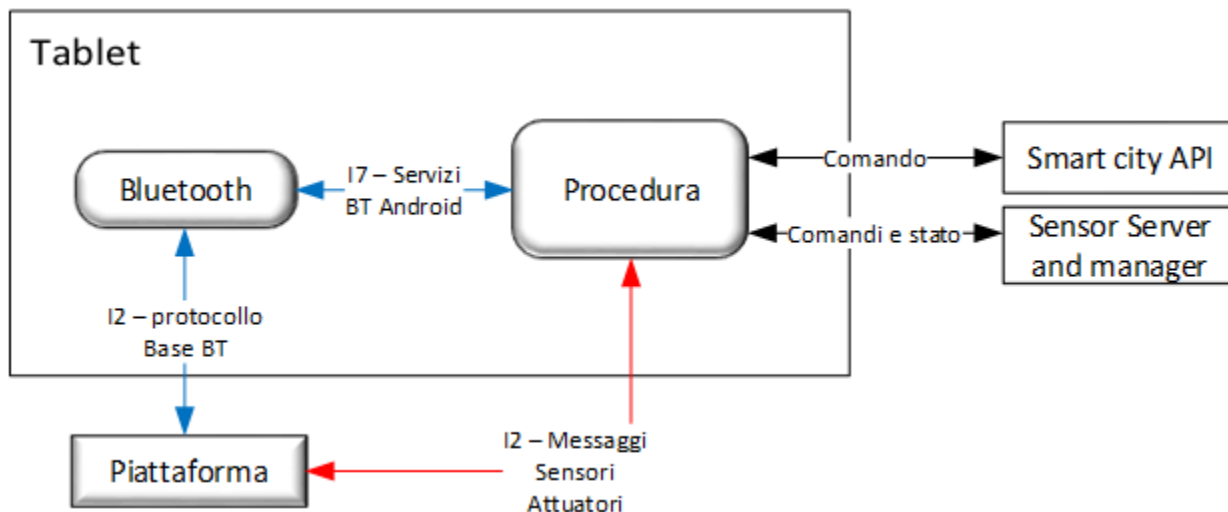 Tablet
Bluetooth
I7 – Servizi
BT Android
Procedura
Comando
Smart city API
Comandi e stato
Sensor Server
and manager
I2 – protocollo
Base BT
Piattaforma
I2 – Messaggi
Sensori
Attuatori